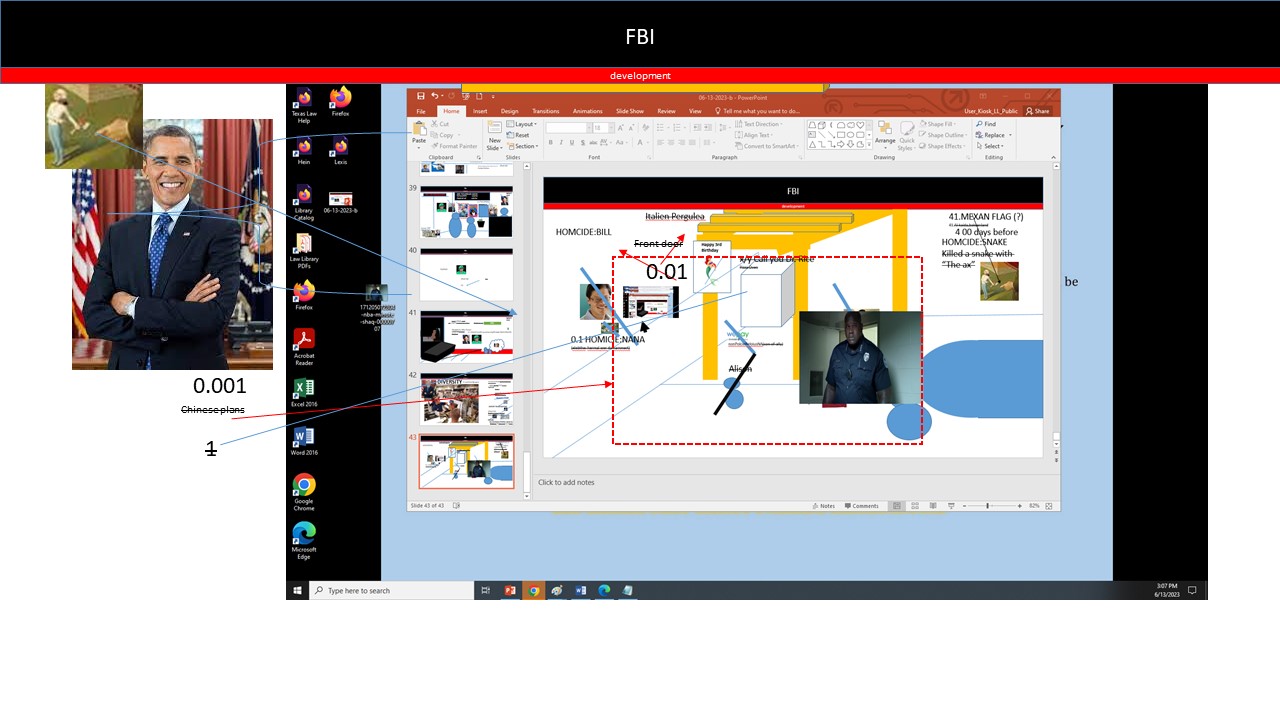 FBI
development
Texas Law
Help
Firefox
Hein
Lexis
Library
Catalog
06-13-2023-b
Law Library
PDFs
Firefox
Acrobat
Reader
Excel 2016
Word 2016
Google
Chrome
Microsoft
Edge
0.001
Chinese plans
1
06-13-2023-b - PowerPoint
File
Home
Insert
Design
Transitions
Animations
Slide Show
Review
View
Tell me what you want to do...
User_Kiosk_LL_Public
Share
Paste
Cut
Copy
Format Painter
Clipboard
New
Slide
Layout
Reset
Section
Slides
18
Font
Text Direction
Align Text
Convert to SmartArt
Paragraph
Arrange
Quick
Styles
Shape Fill
Shape Outline
Shape Effects
Drawing
Find
Replace
Select
Editing
39
40
41
42
DIVERSITY
43
FBI
development
Italien Pergulea
HOMCIDE:BILL
Front door
0.01
Happy 3rd
Birthday
x/y Call you Dr. Rice
41.MEXAN FLAG (?)
4 00 days before
HOMCIDE:SNAKE
Killed a snake with
"The ax"
0.1 HOMICIE:NANA
Alison
be
Click to add notes
Slide 43 of 43
Notes
Comments
82%
Type here to search
3:07 PM
6/13/2023